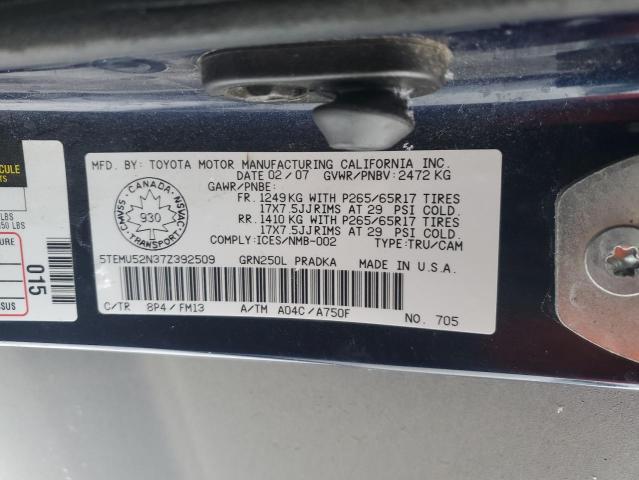 MFD. BY: TOYOTA MOTOR MANUFACTURING CALIFORNIA INC.
DATE 02/07 GVWR/PNBV: 2472 KG
GAWR/PNBE:
FR. 1249 KG WITH P265/65R17 TIRES
17X7.5JJRIMS AT 29 PSI COLD.
RR. 1410 KG WITH P265/65R17 TIRES
17X7.5JJRIMS AT 29 PSI COLD.
COMPLY: ICES/NMB-002 TYPE: TRU/CAM
CANADA
CMVSS 930 NSVAC
TRANSPORT
5TEMU52N37Z392509 GRN250L PRADKA MADE IN U.S.A.
C/TR 8P4/FM13 A/TM A04C/A750F NO. 705
015
LBS